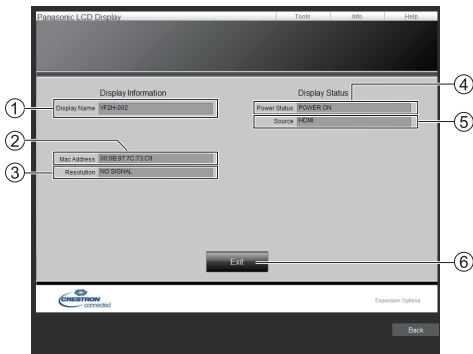 Panasonic LCD Display Tools Info Help
Display Information Display Status
① Display Name VF2H-002
② Mac Address 00:0B:97:7C:73:C9
③ Resolution NO SIGNAL
④ Power Status POWER ON
⑤ Source HDMI
⑥ Exit
CRESTRON
connected
Expansion Options
Back